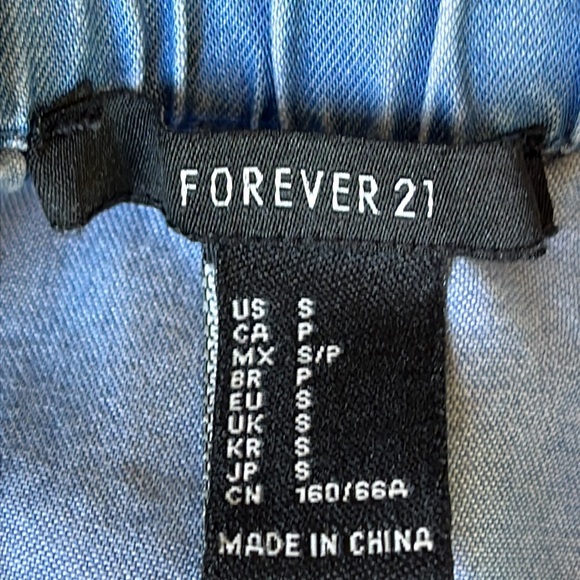 FOREVER 21
US S
CA P
MX S/P
BR P
EU S
UK S
KR S
JP S
CN 160/66A
MADE IN CHINA